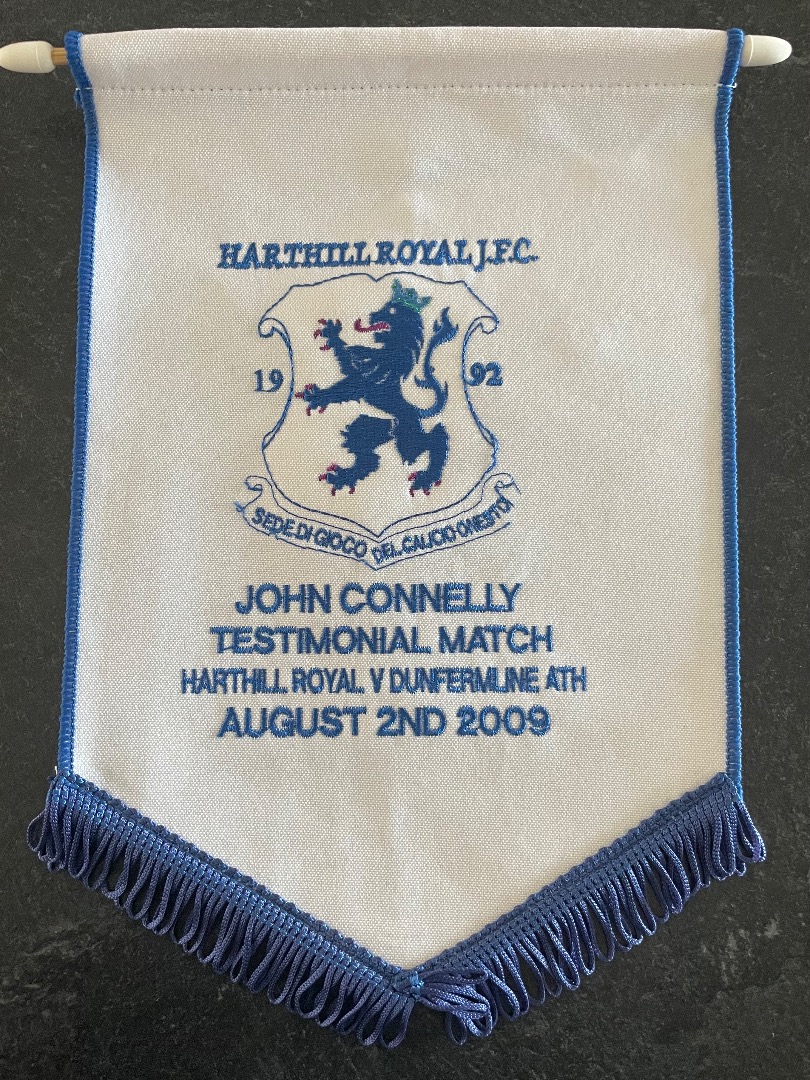 HARTHILL ROYAL J.F.C.
19 92
SEDE DI GIOCO DEL CALICIO ONESTO
JOHN CONNELLY
TESTIMONIAL MATCH
HARTHILL ROYAL V DUNFERMLINE ATH
AUGUST 2ND 2009